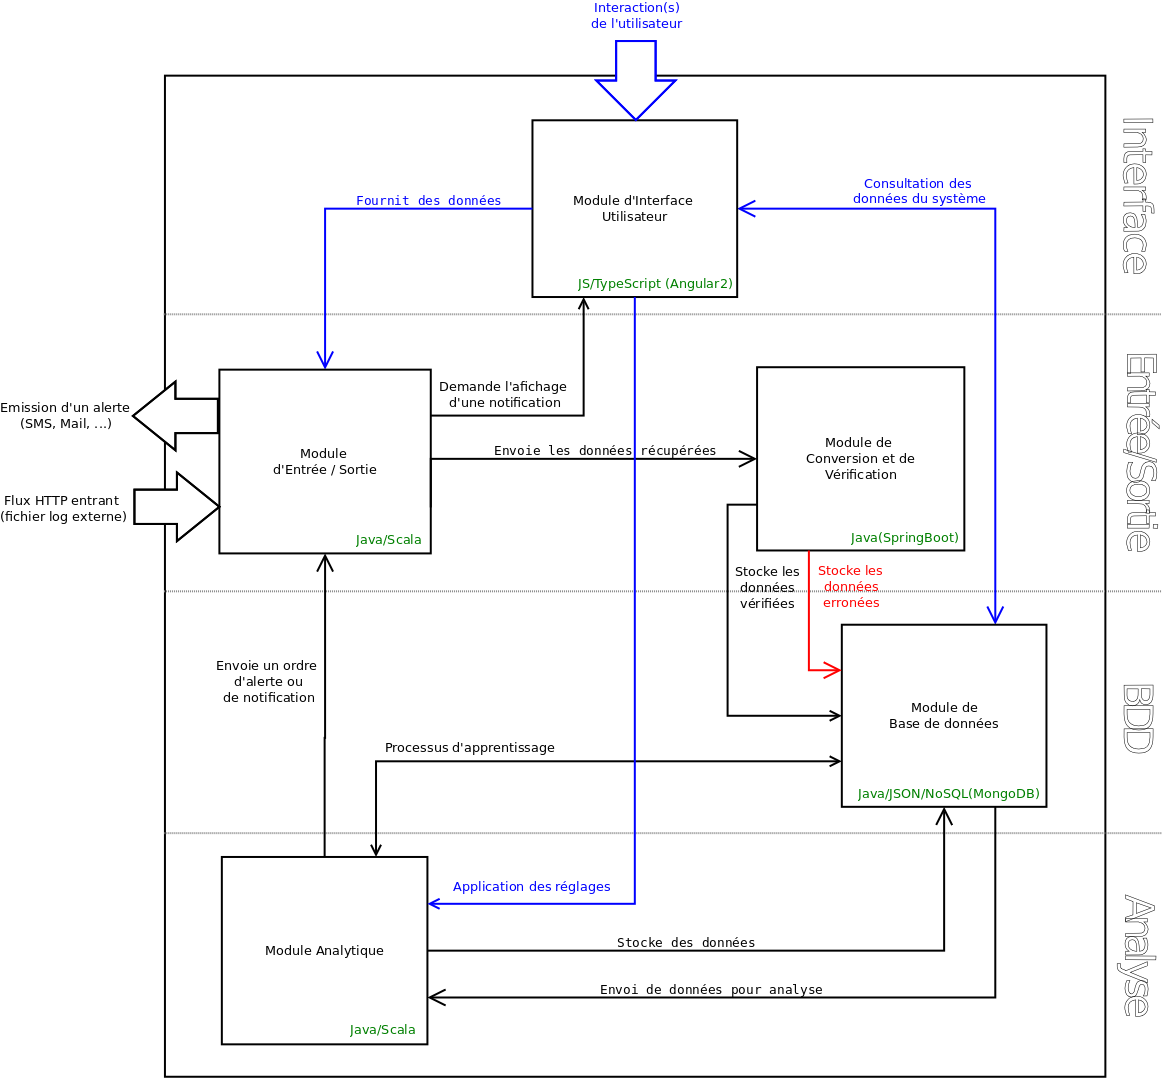 Interaction(s)
de l'utilisateur
Interface
Consultation des
données du système
Fournit des données
Module d'Interface
Utilisateur
JS/TypeScript (Angular2)
Entrée/Sortie
Demande l'afichage
d'une notification
Emission d'un alerte
(SMS, Mail, ...)
Module
d'Entrée / Sortie
Envoie les données récupérées
Module de
Conversion et de
Vérification
Flux HTTP entrant
(fichier log externe)
Java/Scala
Java(SpringBoot)
Stocke les
données
vérifiées
Stocke les
données
erronées
Envoie un ordre
d'alerte ou
de notification
BDD
Module de
Base de données
Processus d'apprentissage
Java/JSON/NoSQL(MongoDB)
Application des réglages
Analyse
Module Analytique
Stocke des données
Envoi de données pour analyse
Java/Scala